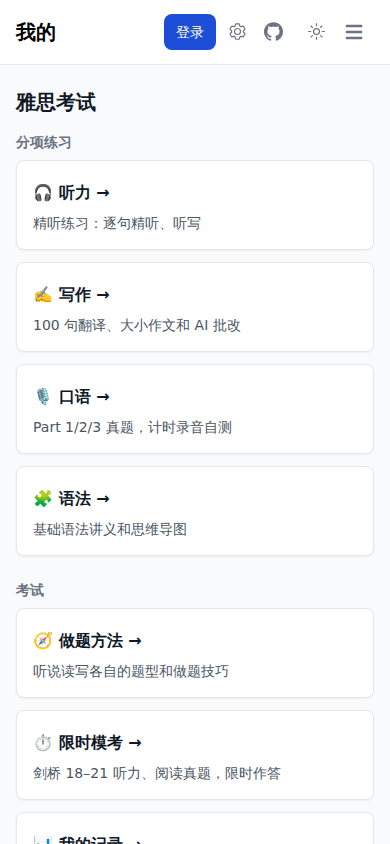 我的
登录
雅思考试
分项练习
🎧 听力 →
精听练习：逐句精听、听写
✍️ 写作 →
100 句翻译、大小作文和 AI 批改
🎙️ 口语 →
Part 1/2/3 真题，计时录音自测
🧩 语法 →
基础语法讲义和思维导图
考试
🧭 做题方法 →
听说读写各自的题型和做题技巧
⏱️ 限时模考 →
剑桥 18–21 听力、阅读真题，限时作答
📊 我的记录 →